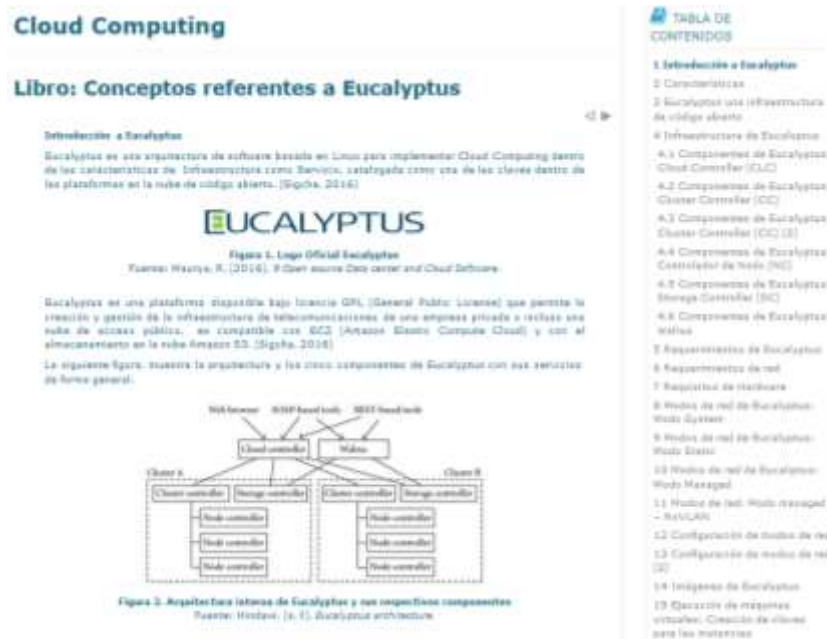 Cloud Computing
Libro: Conceptos referentes a Eucalyptus
Introducción a Eucalyptus
Eucalyptus es una arquitectura de software basada en Linux para implementar Cloud Computing dentro
de las características de Infraestructura como Servicio, catalogada como una de las claves dentro de
las plataformas en la nube de código abierto. (Sigcha, 2016)
EUCALYPTUS
Figura 1. Logo Oficial Eucalyptus
Fuente: Maurya, R. (2016). 9 Open source Data center and Cloud Software
Eucalyptus es una plataforma disponible bajo licencia GPL (General Public License) que permite la
creación y gestión de la infraestructura de telecomunicaciones de una empresa privada o incluso una
nube de acceso público, es compatible con EC2 (Amazon Elastic Compute Cloud) y con el
almacenamiento en la nube Amazon S3. (Sigcha, 2016)
La siguiente figura, muestra la arquitectura y los cinco componentes de Eucalyptus con sus servicios
de forma general.
Web browser SOAP-based tools REST-based tools
Cloud controller Walrus
Cluster A Cluster B
Cluster controller Storage controller Cluster controller Storage controller
Node controller Node controller
Node controller Node controller
Node controller Node controller
Figura 2. Arquitectura interna de Eucalyptus y sus respectivos componentes
Fuente: Hindawi. (s. f.). Eucalyptus architecture
TABLA DE
CONTENIDOS
1 Introducción a Eucalyptus
2 Características
3 Eucalyptus una infraestructura
de código abierto
4 Infraestructura de Eucalyptus
4.1 Componentes de Eucalyptus
Cloud Controller (CLC)
4.2 Componentes de Eucalyptus
Cluster Controller (CC)
4.3 Componentes de Eucalyptus
Cluster Controller (CC) (2)
4.4 Componentes de Eucalyptus
Controlador de Nodo (NC)
4.5 Componentes de Eucalyptus
Storage Controller (SC)
4.6 Componentes de Eucalyptus
Walrus
5 Requerimientos de Eucalyptus
6 Requerimientos de red
7 Requisitos de Hardware
8 Modos de red de Eucalyptus:
Modo System
9 Modos de red de Eucalyptus:
Modo Static
10 Modos de red de Eucalyptus:
Modo Managed
11 Modos de red: Modo managed
– NoVLAN
12 Configuración de modos de red
13 Configuración de modos de red
(2)
14 Imágenes de Eucalyptus
15 Ejecución de máquinas
virtuales: Creación de claves
para las instancias